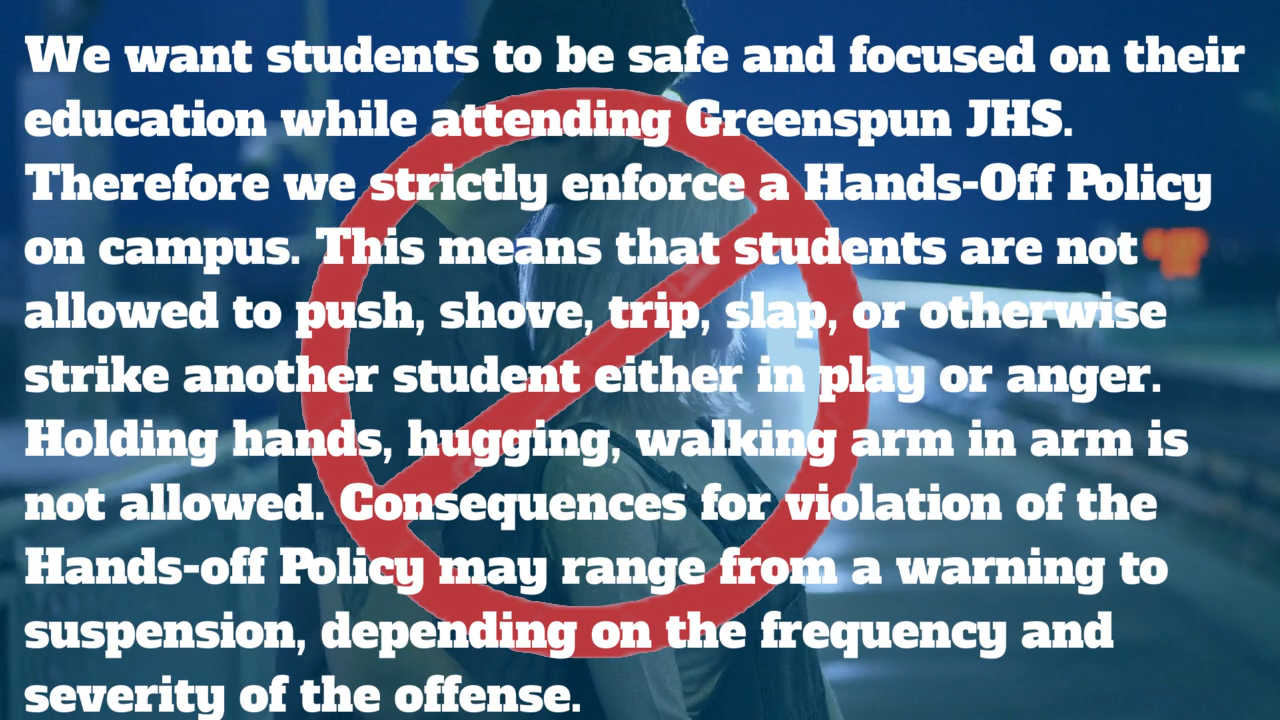 We want students to be safe and focused on their
education while attending Greenspun JHS.
Therefore we strictly enforce a Hands-Off Policy
on campus. This means that students are not
allowed to push, shove, trip, slap, or otherwise
strike another student either in play or anger.
Holding hands, hugging, walking arm in arm is
not allowed. Consequences for violation of the
Hands-off Policy may range from a warning to
suspension, depending on the frequency and
severity of the offense.